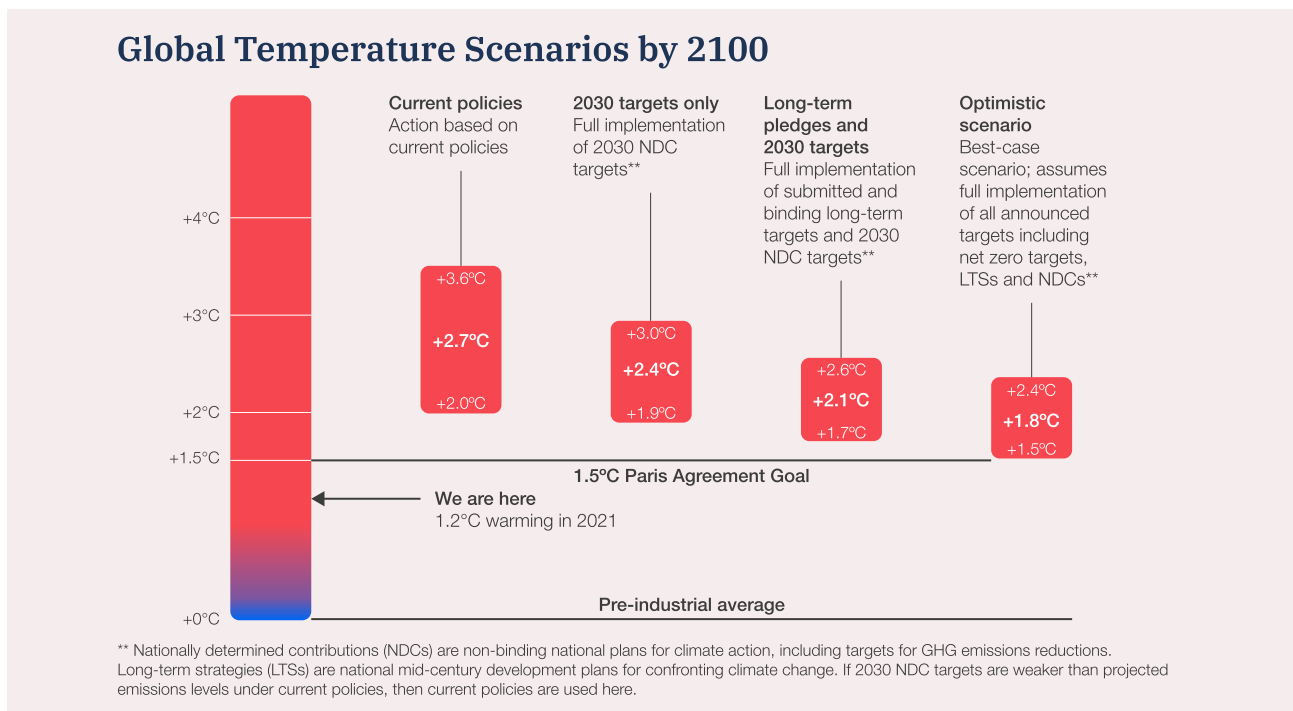 Global Temperature Scenarios by 2100
Current policies
Action based on
current policies
2030 targets only
Full implementation
of 2030 NDC
targets**
Long-term
pledges and
2030 targets
Full implementation
of submitted and
binding long-term
targets and 2030
NDC targets**
Optimistic
scenario
Best-case
scenario; assumes
full implementation
of all announced
targets including
net zero targets,
LTSs and NDCs**
+4°C
+3°C
+2°C
+1.5°C
+0°C
+3.6ºC
+2.7ºC
+2.0ºC
+3.0ºC
+2.4ºC
+1.9ºC
+2.6ºC
+2.1ºC
+1.7ºC
+2.4ºC
+1.8ºC
+1.5ºC
1.5ºC Paris Agreement Goal
We are here
1.2°C warming in 2021
Pre-industrial average
** Nationally determined contributions (NDCs) are non-binding national plans for climate action, including targets for GHG emissions reductions.
Long-term strategies (LTSs) are national mid-century development plans for confronting climate change. If 2030 NDC targets are weaker than projected
emissions levels under current policies, then current policies are used here.